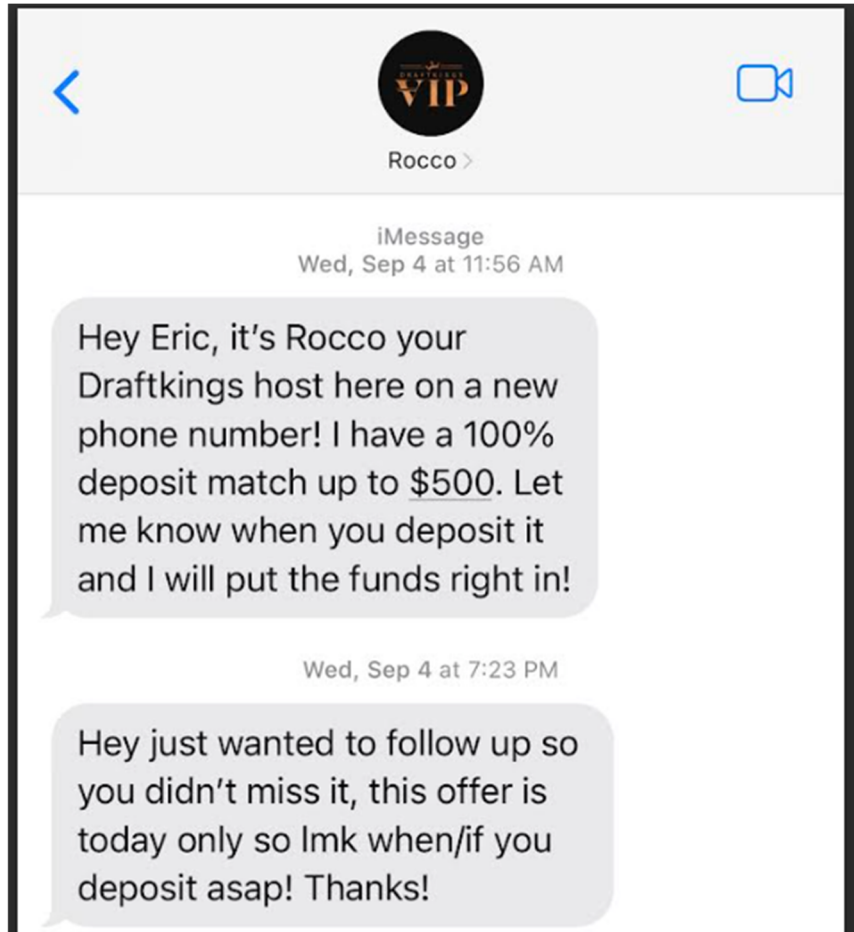 DRAFTKINGS
VIP
Rocco
iMessage
Wed, Sep 4 at 11:56 AM
Hey Eric, it's Rocco your
Draftkings host here on a new
phone number! I have a 100%
deposit match up to $500. Let
me know when you deposit it
and I will put the funds right in!
Wed, Sep 4 at 7:23 PM
Hey just wanted to follow up so
you didn't miss it, this offer is
today only so lmk when/if you
deposit asap! Thanks!